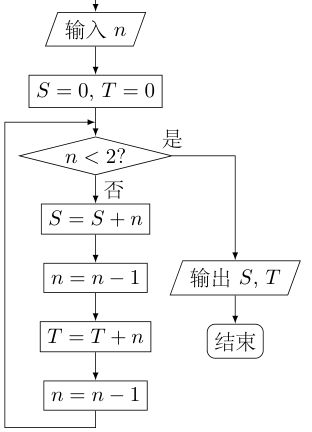 输入 n
S = 0, T = 0
n < 2?
是
否
S = S + n
n = n − 1
T = T + n
n = n − 1
输出 S, T
结束